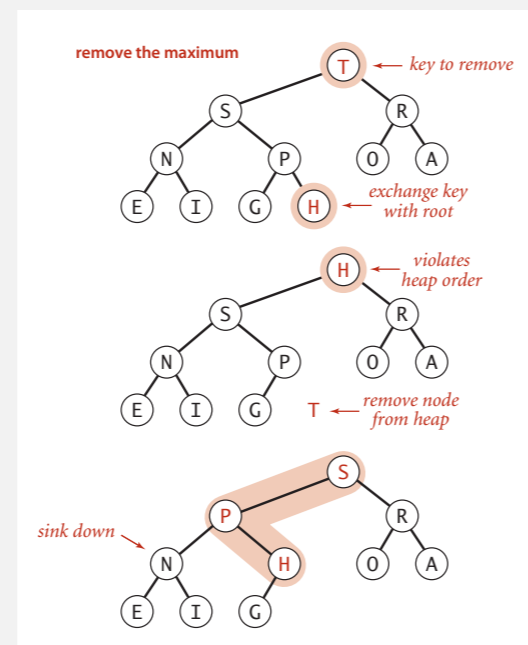 remove the maximum
T
key to remove
S
R
N
P
O
A
E
I
G
H
exchange key
with root
H
violates
heap order
S
R
N
P
O
A
E
I
G
T
remove node
from heap
S
P
R
sink down
N
H
O
A
E
I
G